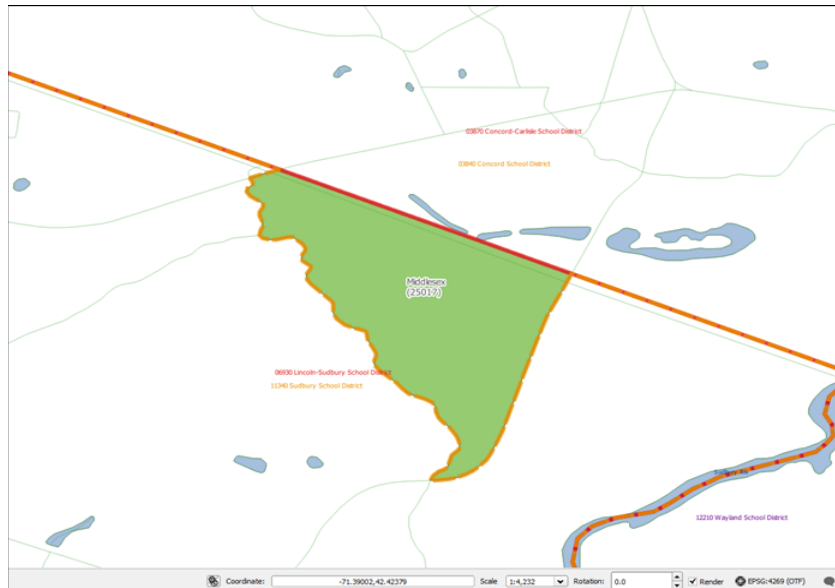 03870 Concord-Carlisle School District
03840 Concord School District
Middlesex
(25017)
06930 Lincoln-Sudbury School District
11340 Sudbury School District
12210 Wayland School District
Coordinate:
-71.39002,42.42379
Scale
1:4,232
Rotation:
0.0
Render
EPSG:4269 (OTF)